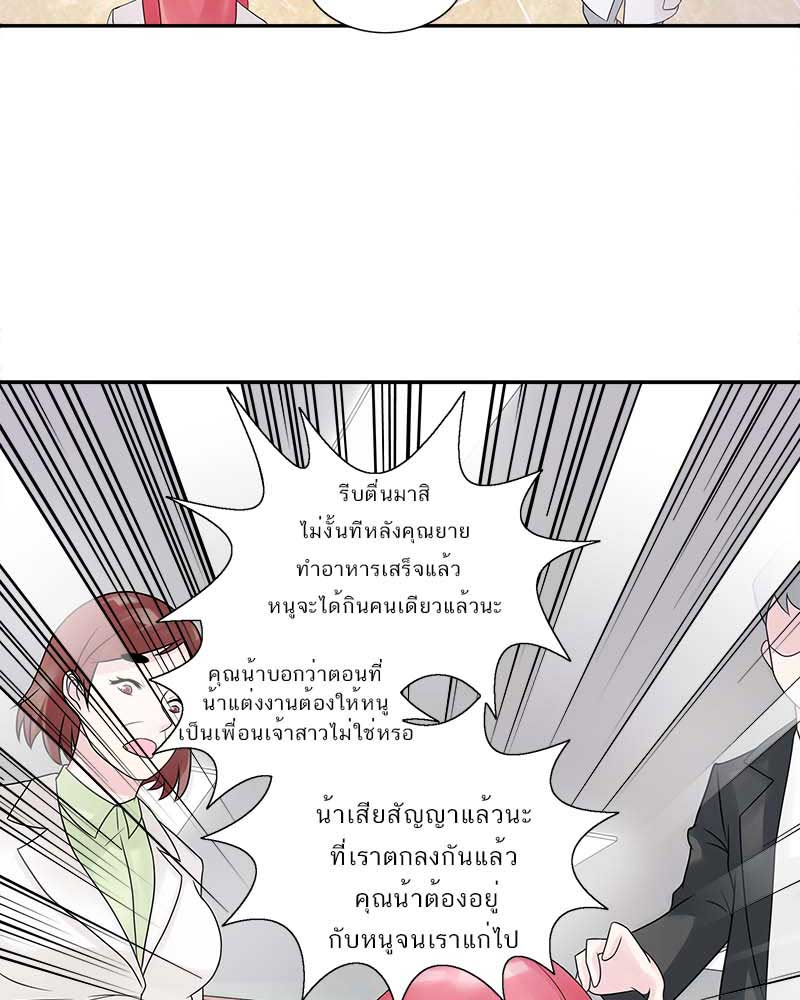 รีบตื่นมาสิ
ไม่งั้นทีหลังคุณยาย
ทำอาหารเสร็จแล้ว
หนูจะได้กินคนเดียวแล้วนะ
คุณน้าบอกว่าตอนที่
น้าแต่งงานต้องให้หนู
เป็นเพื่อนเจ้าสาวไม่ใช่หรอ
น้าเสียสัญญาแล้วนะ
ที่เราตกลงกันแล้ว
คุณน้าต้องอยู่
กับหนูจนเราแก่ไป